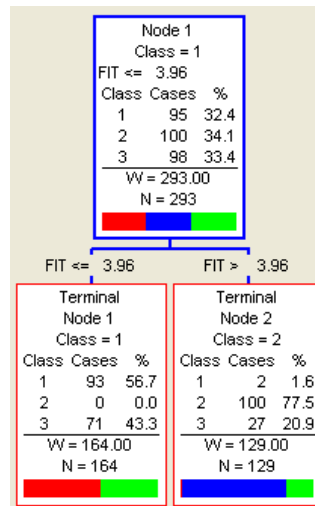 Node 1
Class = 1
FIT <= 3.96
Class Cases %
1 95 32.4
2 100 34.1
3 98 33.4
W = 293.00
N = 293
FIT <= 3.96 FIT > 3.96
Terminal
Node 1
Class = 1
Class Cases %
1 93 56.7
2 0 0.0
3 71 43.3
W = 164.00
N = 164
Terminal
Node 2
Class = 2
Class Cases %
1 2 1.6
2 100 77.5
3 27 20.9
W = 129.00
N = 129